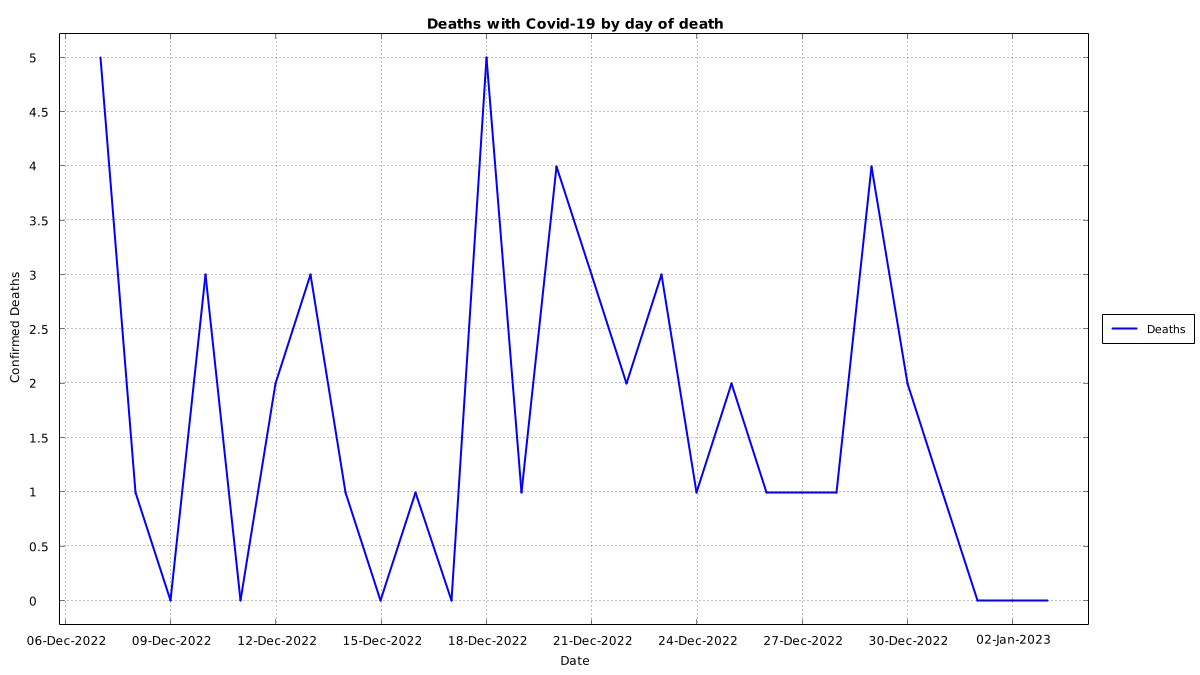 Deaths with Covid-19 by day of death
5
4.5
4
3.5
3
2.5
2
1.5
1
0.5
0
Confirmed Deaths
06-Dec-2022 09-Dec-2022 12-Dec-2022 15-Dec-2022 18-Dec-2022 21-Dec-2022 24-Dec-2022 27-Dec-2022 30-Dec-2022 02-Jan-2023
Date
Deaths